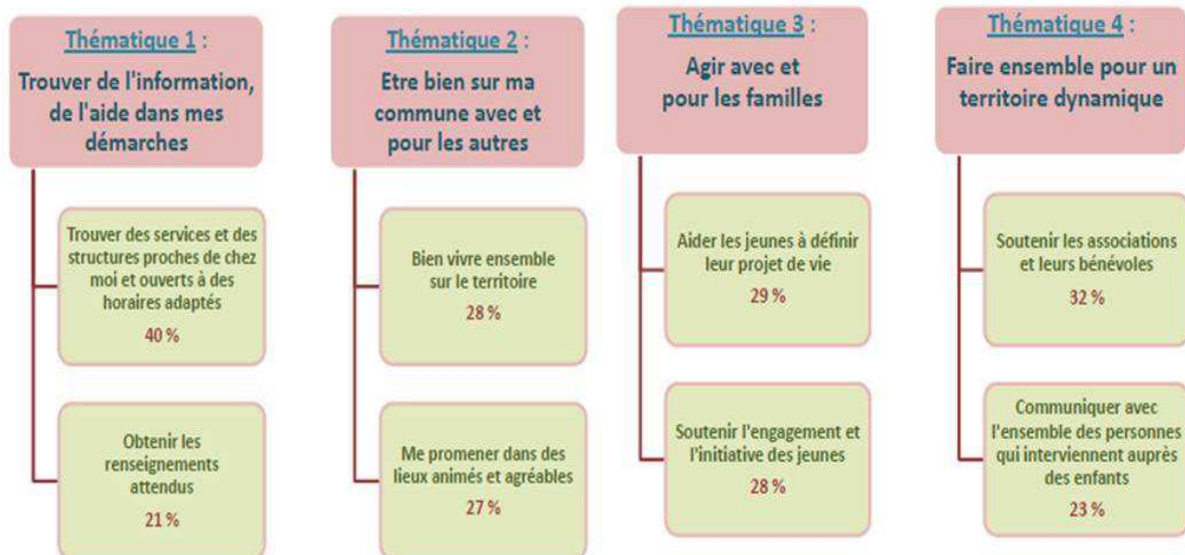 Thématique 1 :
Trouver de l'information,
de l'aide dans mes
démarches
Trouver des services et des
structures proches de chez
moi et ouverts à des
horaires adaptés
40 %
Obtenir les
renseignements
attendus
21 %
Thématique 2 :
Etre bien sur ma
commune avec et
pour les autres
Bien vivre ensemble
sur le territoire
28 %
Me promener dans des
lieux animés et agréables
27 %
Thématique 3 :
Agir avec et
pour les familles
Aider les jeunes à définir
leur projet de vie
29 %
Soutenir l'engagement et
l'initiative des jeunes
28 %
Thématique 4 :
Faire ensemble pour un
territoire dynamique
Soutenir les associations
et leurs bénévoles
32 %
Communiquer avec
l'ensemble des personnes
qui interviennent auprès
des enfants
23 %